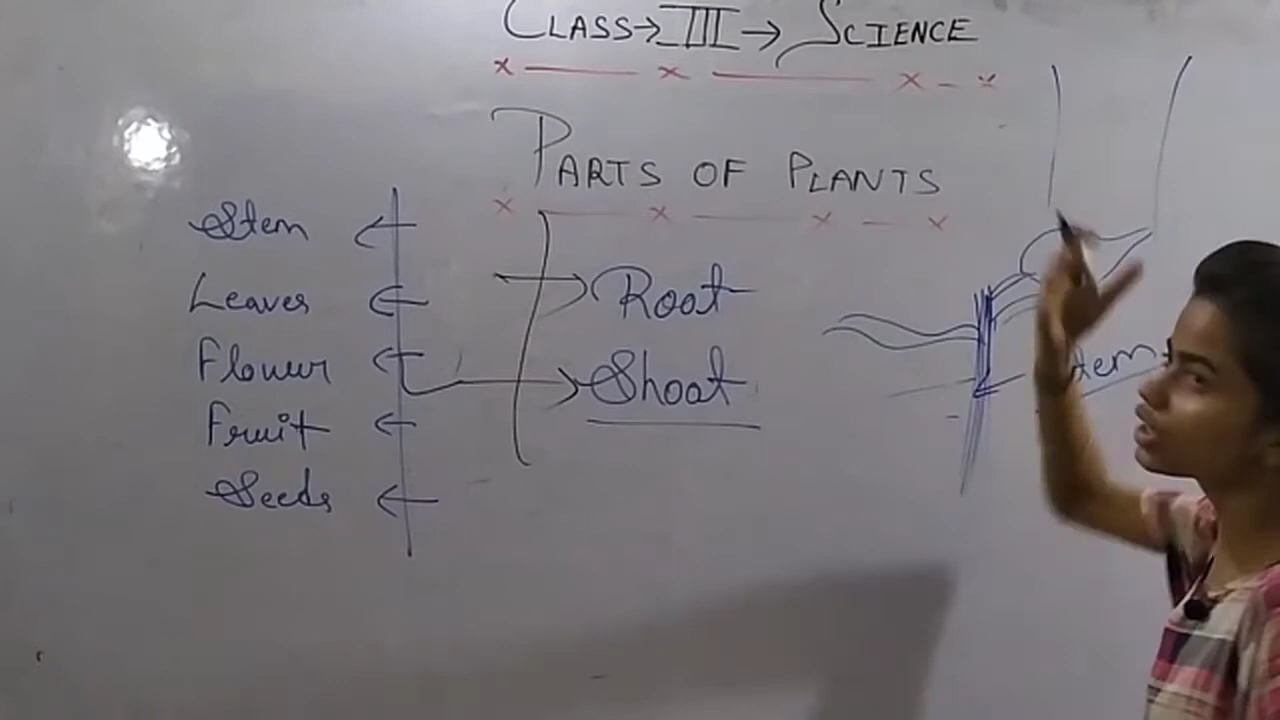 CLASS→III→SCIENCE
PARTS OF PLANTS
Stem
Leaves
Flower
Fruit
Seeds
Root
Shoot
stem